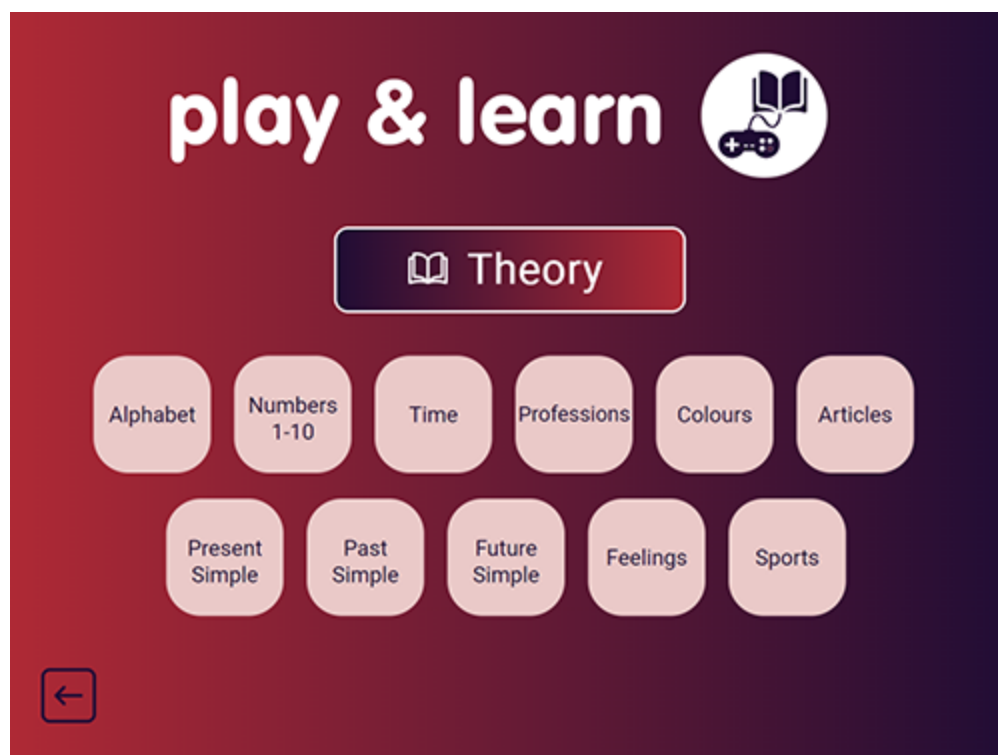 play & learn
Theory
Alphabet
Numbers
1-10
Time
Professions
Colours
Articles
Present
Simple
Past
Simple
Future
Simple
Feelings
Sports